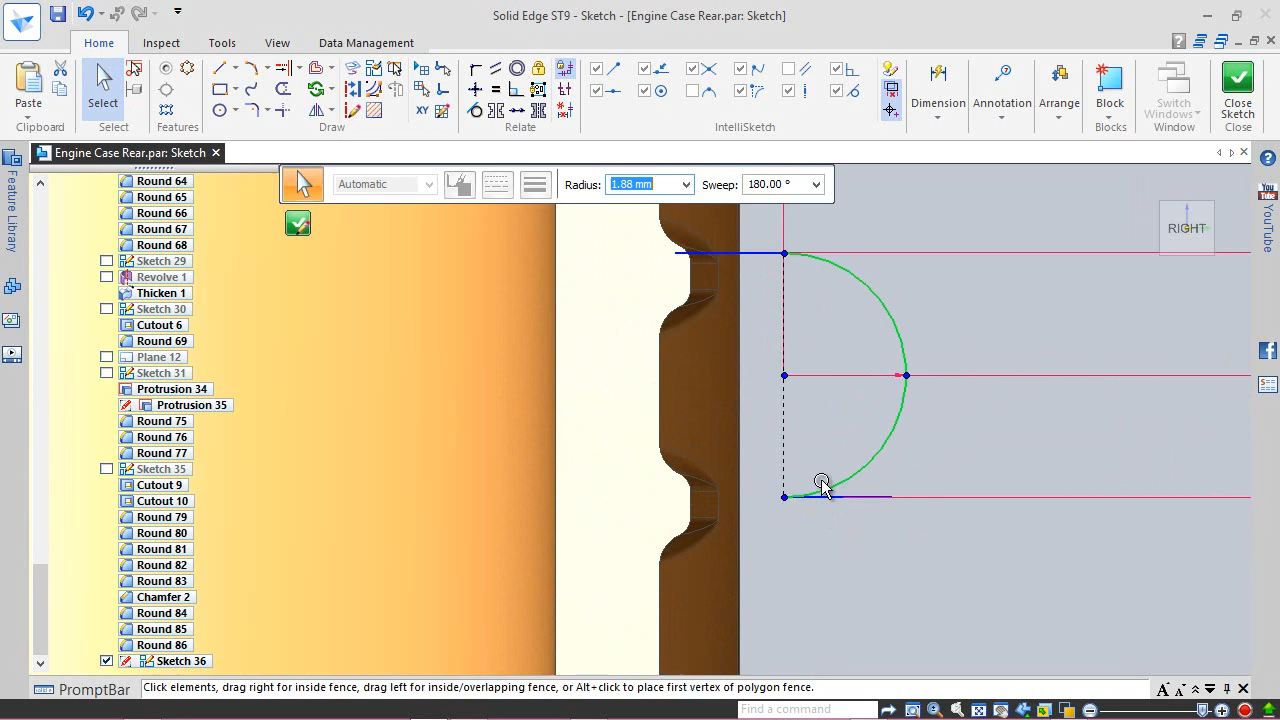 Solid Edge ST9 - Sketch - [Engine Case Rear.par: Sketch]
Home
Inspect
Tools
View
Data Management
Paste
Select
Dimension
Annotation
Arrange
Block
Switch
Windows
Close
Sketch
Clipboard
Select
Features
Draw
Relate
IntelliSketch
Blocks
Window
Close
Engine Case Rear.par: Sketch
Automatic
Radius: 1.88 mm
Sweep: 180.00 °
Feature Library
YouTube
RIGHT
Round 64
Round 65
Round 66
Round 67
Round 68
Sketch 29
Revolve 1
Thicken 1
Sketch 30
Cutout 6
Round 69
Plane 12
Sketch 31
Protrusion 34
Protrusion 35
Round 75
Round 76
Round 77
Sketch 35
Cutout 9
Cutout 10
Round 79
Round 80
Round 81
Round 82
Round 83
Chamfer 2
Round 84
Round 85
Round 86
Sketch 36
PromptBar
Click elements, drag right for inside fence, drag left for inside/overlapping fence, or Alt+click to place first vertex of polygon fence.
Find a command